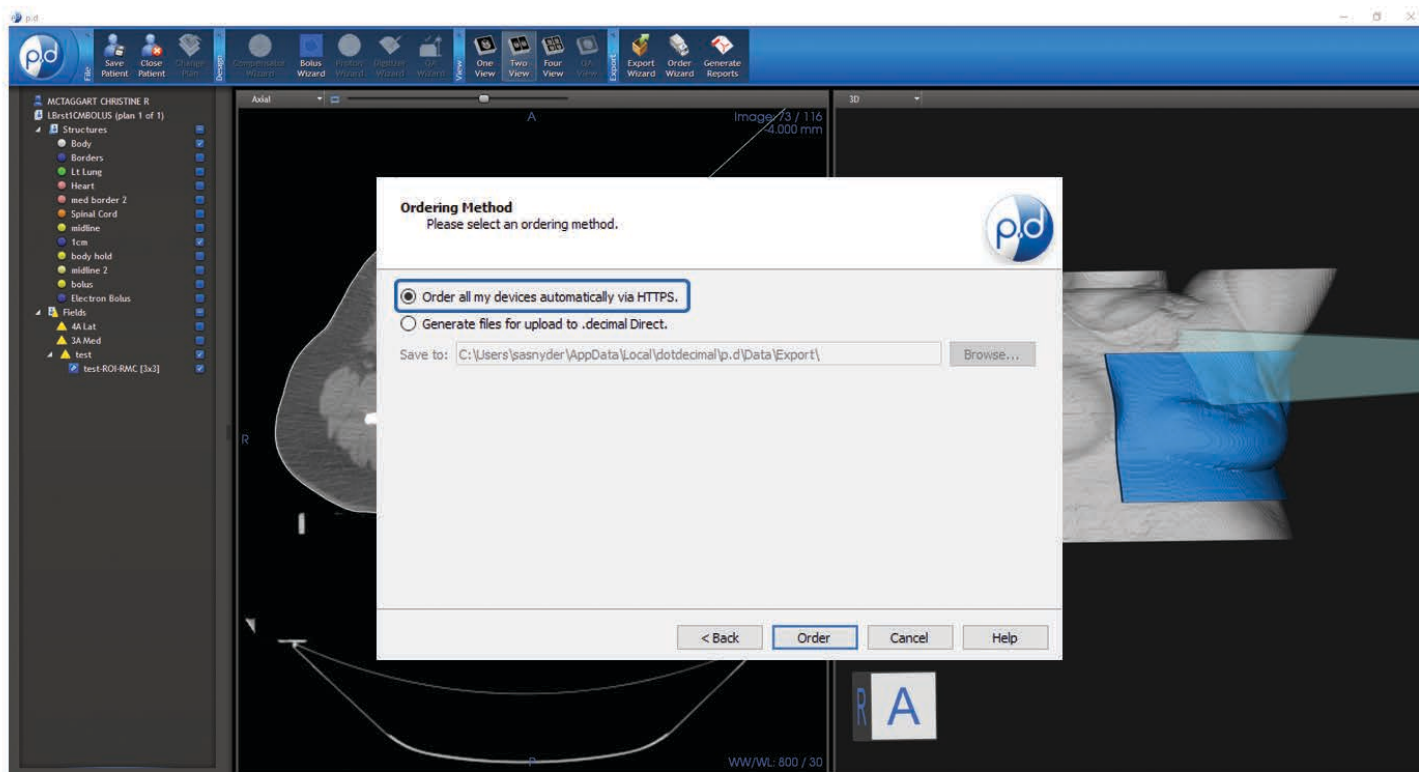 p.d
p.d
File
Save Patient
Close Patient
Change Plan
Design
Compensator Wizard
Bolus Wizard
Proton Wizard
Digitizer Wizard
QA Wizard
View
One View
Two View
Four View
QA View
Export
Export Wizard
Order Wizard
Generate Reports
MCTAGGART CHRISTINE R
LBrst1CMBOLUS (plan 1 of 1)
Structures
Body
Borders
Lt Lung
Heart
med border 2
Spinal Cord
midline
1cm
body hold
midline 2
bolus
Electron Bolus
Fields
4A Lat
3A Med
test
test-ROI-RMC [3x3]
Axial
A
Image: 73 / 116
-4.000 mm
R
P
WW/WL: 800 / 30
3D
R
A
Ordering Method
Please select an ordering method.
p.d
Order all my devices automatically via HTTPS.
Generate files for upload to .decimal Direct.
Save to: C:\Users\sasnyder\AppData\Local\dotdecimal\p.d\Data\Export\ Browse...
< Back Order Cancel Help